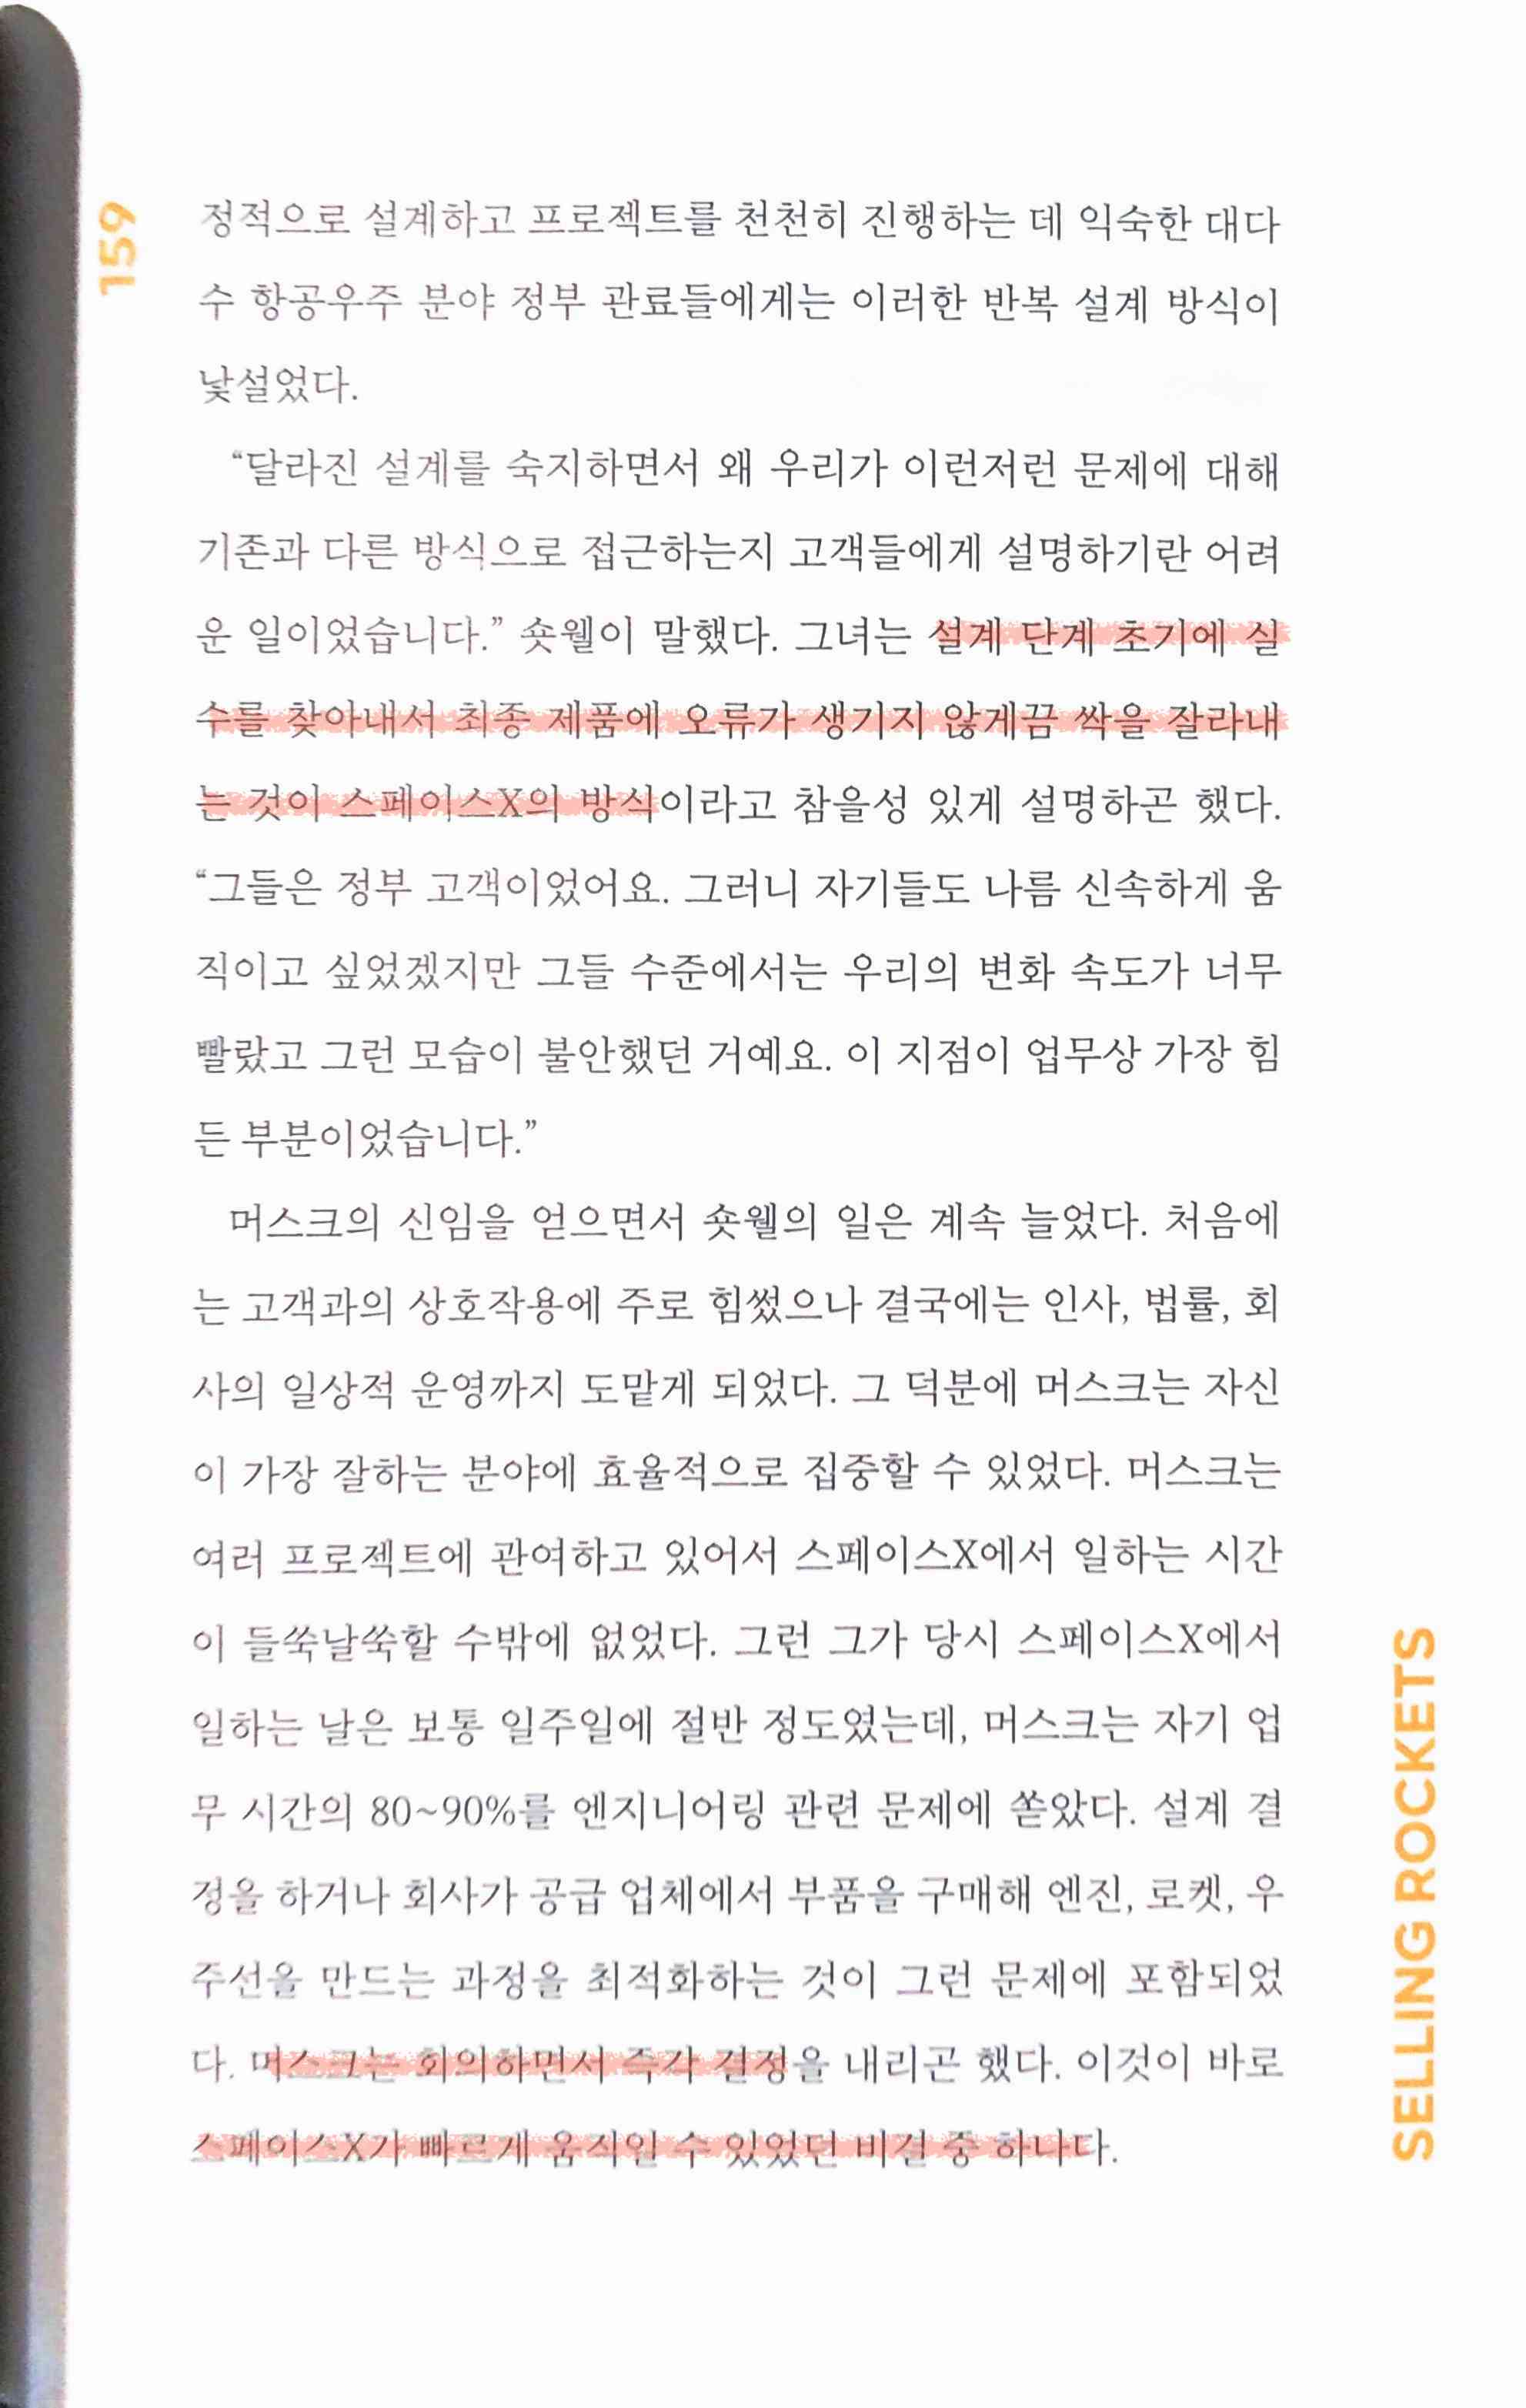 159
정적으로 설계하고 프로젝트를 천천히 진행하는 데 익숙한 대다
수 항공우주 분야 정부 관료들에게는 이러한 반복 설계 방식이
낯설었다.
“달라진 설계를 숙지하면서 왜 우리가 이런저런 문제에 대해
기존과 다른 방식으로 접근하는지 고객들에게 설명하기란 어려
운 일이었습니다.” 숏웰이 말했다. 그녀는 설계 단계 초기에 실
수를 찾아내서 최종 제품에 오류가 생기지 않게끔 싹을 잘라내
는 것이 스페이스X의 방식이라고 참을성 있게 설명하곤 했다.
“그들은 정부 고객이었어요. 그러니 자기들도 나름 신속하게 움
직이고 싶었겠지만 그들 수준에서는 우리의 변화 속도가 너무
빨랐고 그런 모습이 불안했던 거예요. 이 지점이 업무상 가장 힘
든 부분이었습니다.”
머스크의 신임을 얻으면서 숏웰의 일은 계속 늘었다. 처음에
는 고객과의 상호작용에 주로 힘썼으나 결국에는 인사, 법률, 회
사의 일상적 운영까지 도맡게 되었다. 그 덕분에 머스크는 자신
이 가장 잘하는 분야에 효율적으로 집중할 수 있었다. 머스크는
여러 프로젝트에 관여하고 있어서 스페이스X에서 일하는 시간
이 들쑥날쑥할 수밖에 없었다. 그런 그가 당시 스페이스X에서
일하는 날은 보통 일주일에 절반 정도였는데, 머스크는 자기 업
무 시간의 80~90%를 엔지니어링 관련 문제에 쏟았다. 설계 결
정을 하거나 회사가 공급 업체에서 부품을 구매해 엔진, 로켓, 우
주선을 만드는 과정을 최적화하는 것이 그런 문제에 포함되었
다. 머스크는 회의하면서 즉각 결정을 내리곤 했다. 이것이 바로
스페이스X가 빠르게 움직일 수 있었던 비결 중 하나다.
SELLING ROCKETS